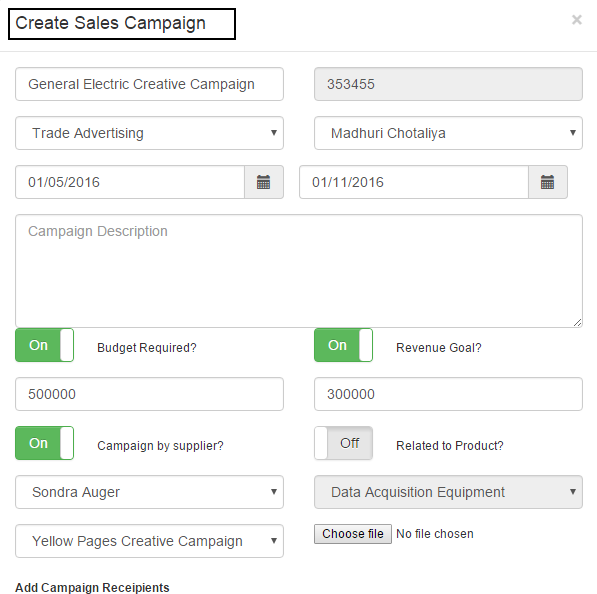 Create Sales Campaign ×
General Electric Creative Campaign 353455
Trade Advertising Madhuri Chotaliya
01/05/2016 01/11/2016
Campaign Description
On Budget Required? On Revenue Goal?
500000 300000
On Campaign by supplier? Off Related to Product?
Sondra Auger Data Acquisition Equipment
Yellow Pages Creative Campaign Choose file No file chosen
Add Campaign Receipients